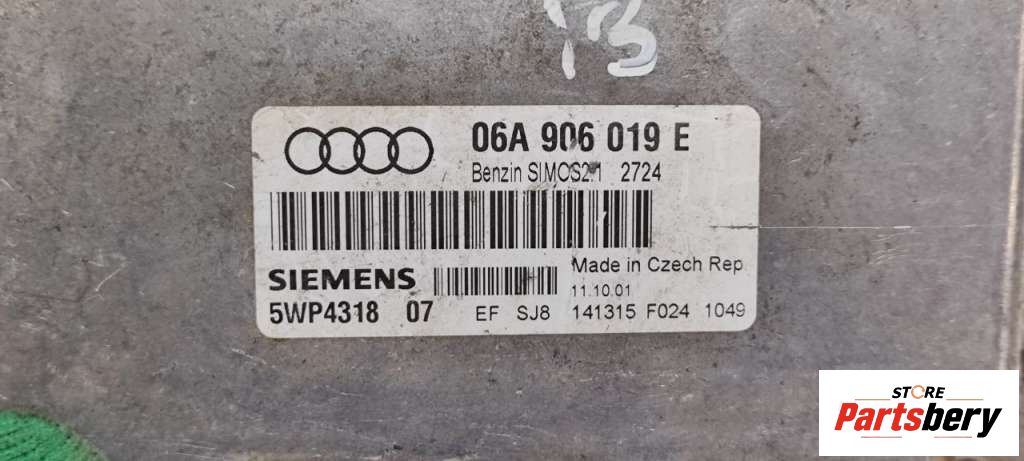 06A 906 019 E
Benzin SIMOS2.1 2724
SIEMENS
Made in Czech Rep
11.10.01
5WP4318 07 EF SJ8 141315 F024 1049
STORE
Partsbery